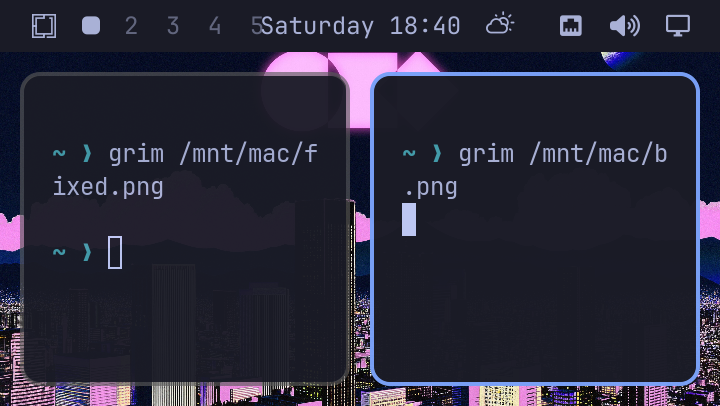 2 3 4 5 Saturday 18:40
~ ❯ grim /mnt/mac/f
ixed.png
~ ❯
~ ❯ grim /mnt/mac/b
.png